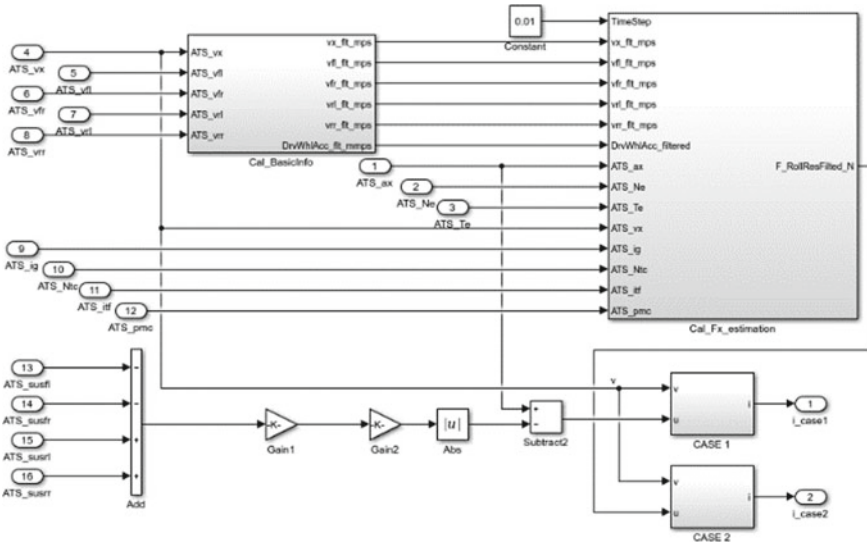 4
ATS_vx
5
ATS_vfl
6
ATS_vfr
7
ATS_vrl
8
ATS_vrr
ATS_vx
ATS_vfl
ATS_vfr
ATS_vrl
ATS_vrr
vx_flt_mps
vfl_flt_mps
vfr_flt_mps
vrl_flt_mps
vrr_flt_mps
DrvWhlAcc_flt_mmps
Cal_BasicInfo
0.01
Constant
1
ATS_ax
2
ATS_Ne
3
ATS_Te
9
ATS_ig
10
ATS_Ntc
11
ATS_itf
12
ATS_pmc
TimeStep
vx_flt_mps
vfl_flt_mps
vfr_flt_mps
vrl_flt_mps
vrr_flt_mps
DrvWhlAcc_filtered
ATS_ax
ATS_Ne
ATS_Te
ATS_vx
ATS_ig
ATS_Ntc
ATS_itf
ATS_pmc
F_RollResFilted_N
Cal_Fx_estimation
13
ATS_susfl
14
ATS_susfr
15
ATS_susrl
16
ATS_susrr
−
−
+
+
Add
-K-
Gain1
-K-
Gain2
|u|
Abs
+
−
Subtract2
v
v
u
i
CASE 1
1
i_case1
v
u
i
CASE 2
2
i_case2